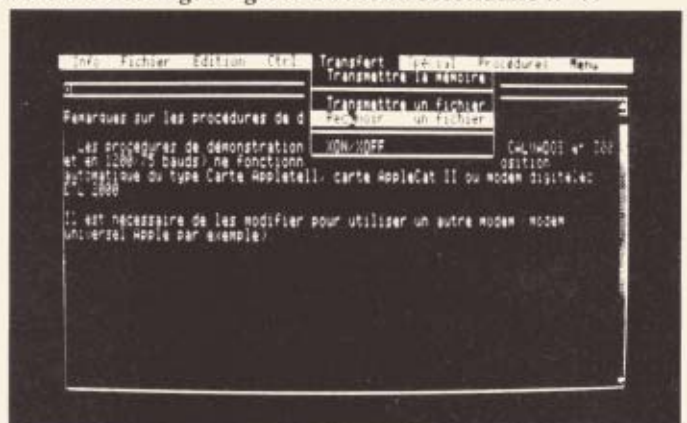 Info Fichier Edition Ctrl Transfert Spécial Procédures Menu
Transmettre la mémoire
Transmettre un fichier
Recevoir un fichier
XON/XOFF
Remarques sur les procédures de d
Les procédures de démonstration CALVADOS et
et en 1200/75 bauds) ne fonctionn osition
automatique du type Carte Appletell, carte AppleCat II ou modem digitelec
Il est nécessaire de les modifier pour utiliser un autre modem modem
universel Apple par exemple)